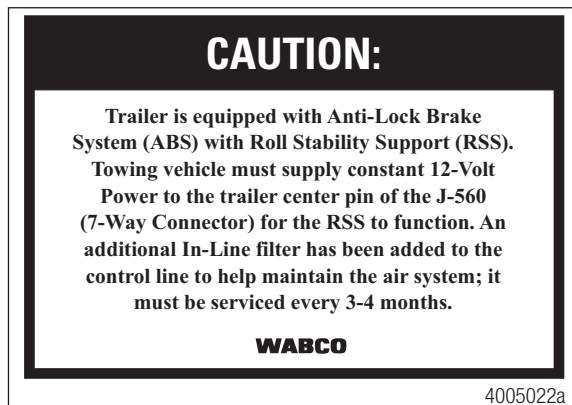 CAUTION:
Trailer is equipped with Anti-Lock Brake
System (ABS) with Roll Stability Support (RSS).
Towing vehicle must supply constant 12-Volt
Power to the trailer center pin of the J-560
(7-Way Connector) for the RSS to function. An
additional In-Line filter has been added to the
control line to help maintain the air system; it
must be serviced every 3-4 months.
WABCO
4005022a